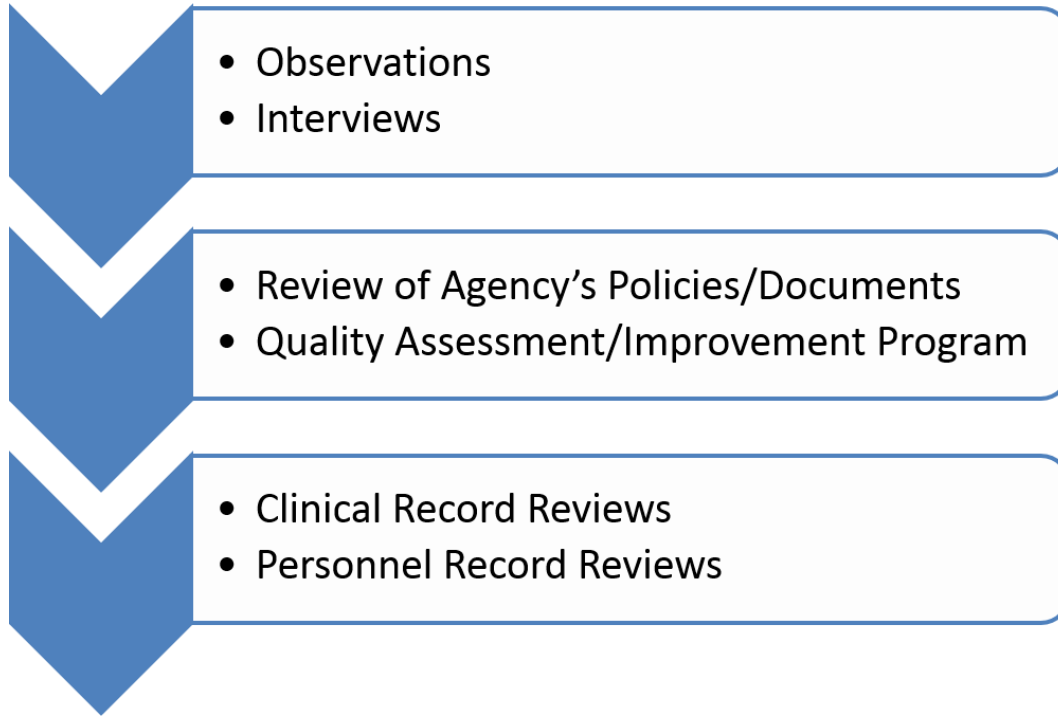 • Observations
• Interviews
• Review of Agency’s Policies/Documents
• Quality Assessment/Improvement Program
• Clinical Record Reviews
• Personnel Record Reviews